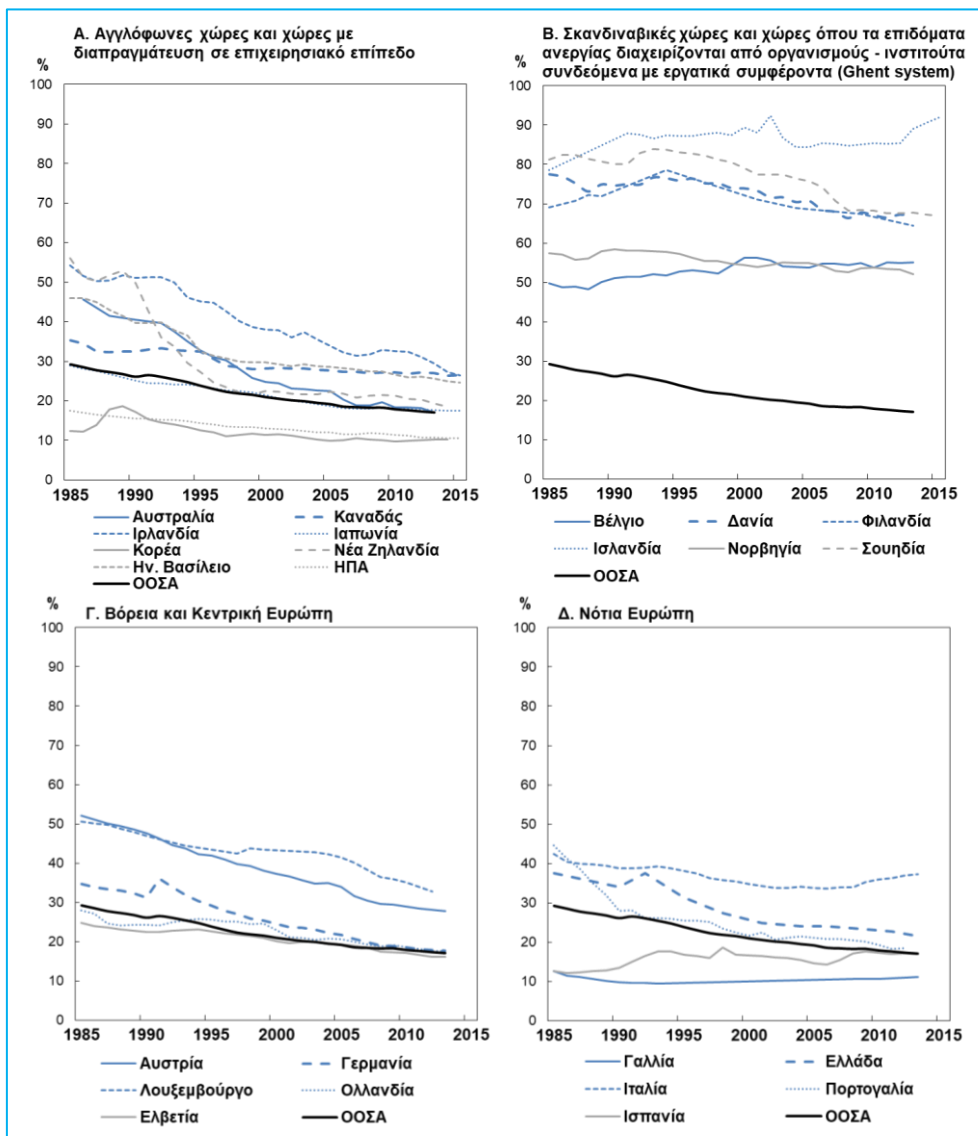 Α. Αγγλόφωνες χώρες και χώρες με
διαπραγμάτευση σε επιχειρησιακό επίπεδο
%
100
90
80
70
60
50
40
30
20
10
0
1985 1990 1995 2000 2005 2010 2015
Αυστραλία Καναδάς
Ιρλανδία Ιαπωνία
Κορέα Νέα Ζηλανδία
Ην. Βασίλειο ΗΠΑ
ΟΟΣΑ
Β. Σκανδιναβικές χώρες και χώρες όπου τα επιδόματα
ανεργίας διαχειρίζονται από οργανισμούς - ινστιτούτα
συνδεόμενα με εργατικά συμφέροντα (Ghent system)
%
100
90
80
70
60
50
40
30
20
10
0
1985 1990 1995 2000 2005 2010 2015
Βέλγιο Δανία Φιλανδία
Ισλανδία Νορβηγία Σουηδία
ΟΟΣΑ
Γ. Βόρεια και Κεντρική Ευρώπη
%
100
90
80
70
60
50
40
30
20
10
0
1985 1990 1995 2000 2005 2010 2015
Αυστρία Γερμανία
Λουξεμβούργο Ολλανδία
Ελβετία ΟΟΣΑ
Δ. Νότια Ευρώπη
%
100
90
80
70
60
50
40
30
20
10
0
1985 1990 1995 2000 2005 2010 2015
Γαλλία Ελλάδα
Ιταλία Πορτογαλία
Ισπανία ΟΟΣΑ